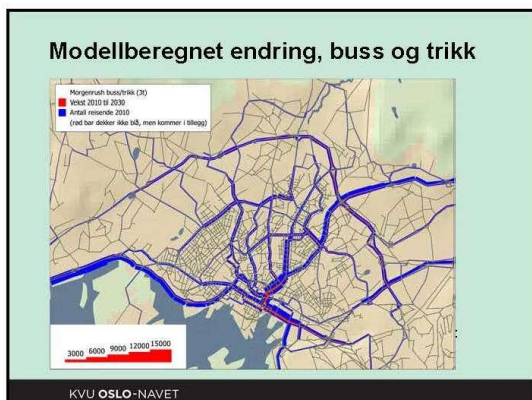 Modellberegnet endring, buss og trikk
Morgenrush buss/trikk (3t)
Vekst 2010 til 2030
Antall reisende 2010
(rød bar dekker ikke blå, men kommer i tillegg)
3000 6000 9000 12000 15000
KVU OSLO-NAVET